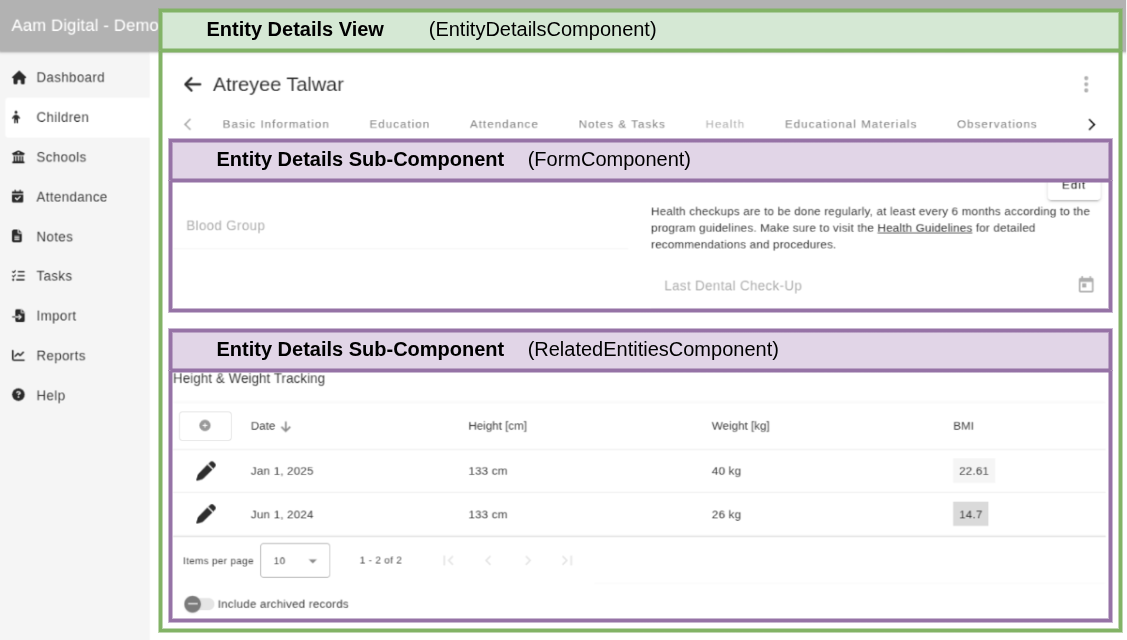 Aam Digital - Demo
Entity Details View (EntityDetailsComponent)
Dashboard
Children
Schools
Attendance
Notes
Tasks
Import
Reports
Help
Atreyee Talwar
Basic Information Education Attendance Notes & Tasks Health Educational Materials Observations
Entity Details Sub-Component (FormComponent)
Edit
Blood Group
Health checkups are to be done regularly, at least every 6 months according to the
program guidelines. Make sure to visit the Health Guidelines for detailed
recommendations and procedures.
Last Dental Check-Up
Entity Details Sub-Component (RelatedEntitiesComponent)
Height & Weight Tracking
Date Height [cm] Weight [kg] BMI
Jan 1, 2025 133 cm 40 kg 22.61
Jun 1, 2024 133 cm 26 kg 14.7
Items per page 10 1 - 2 of 2
Include archived records